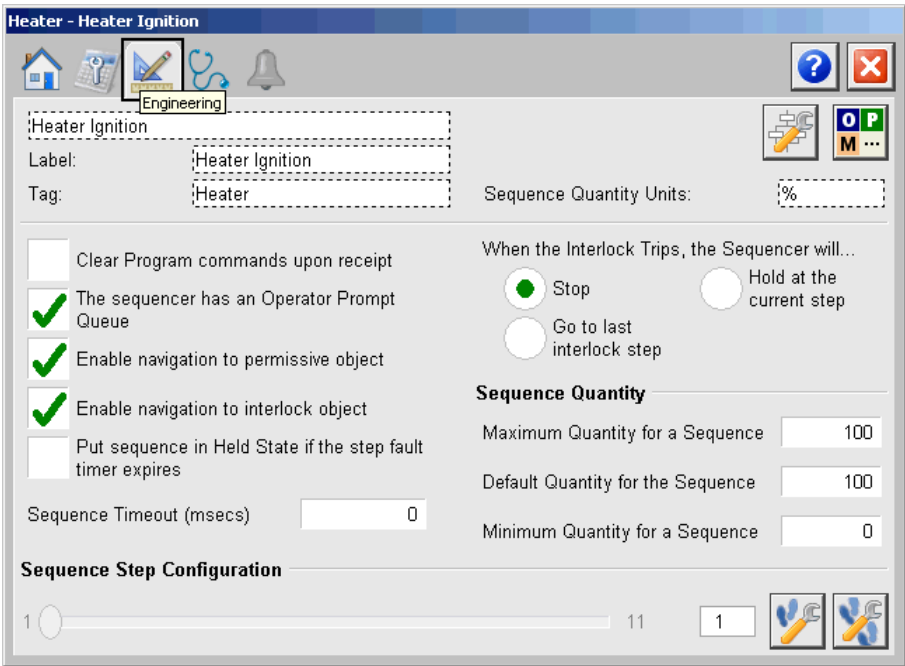 Heater - Heater Ignition
?
Engineering
Heater Ignition
O P
M ...
Label:
Heater Ignition
Tag:
Heater
Sequence Quantity Units:
%
Clear Program commands upon receipt
The sequencer has an Operator Prompt
Queue
Enable navigation to permissive object
Enable navigation to interlock object
Put sequence in Held State if the step fault
timer expires
Sequence Timeout (msecs)
0
When the Interlock Trips, the Sequencer will...
Stop
Hold at the
current step
Go to last
interlock step
Sequence Quantity
Maximum Quantity for a Sequence
100
Default Quantity for the Sequence
100
Minimum Quantity for a Sequence
0
Sequence Step Configuration
1
11
1